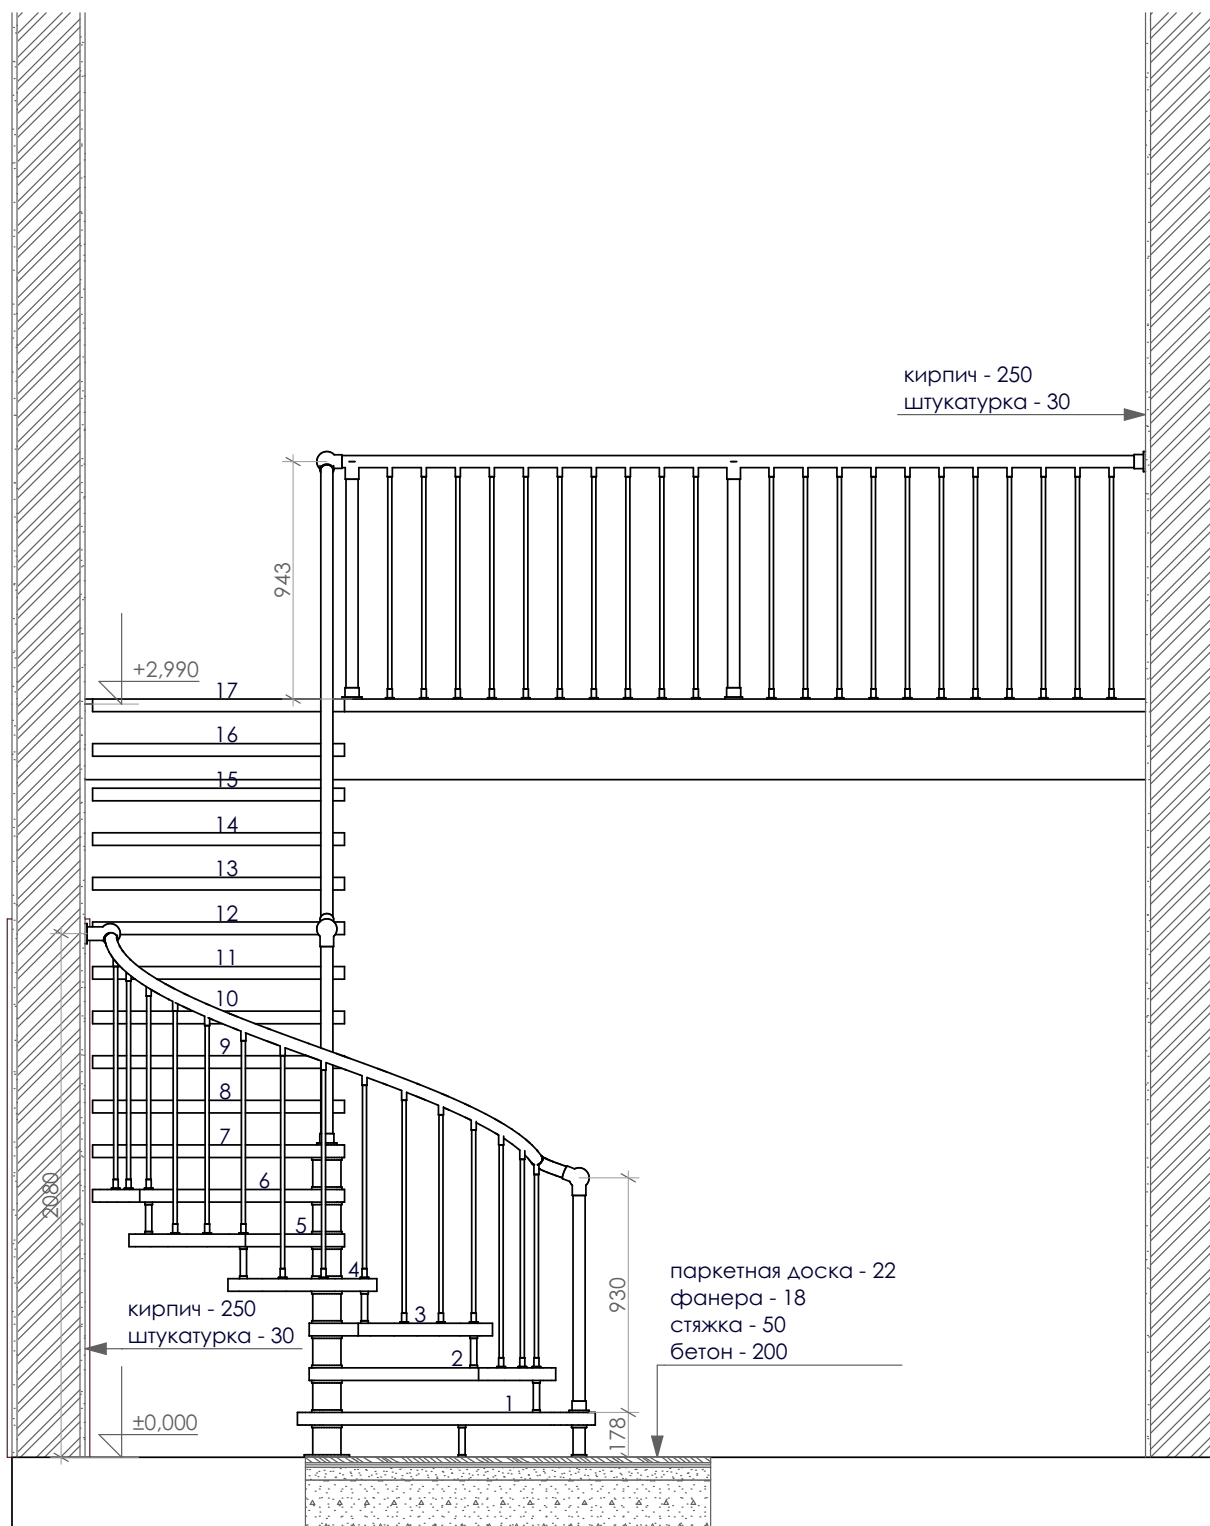 кирпич - 250
штукатурка - 30
943
+2,990
17
16
15
14
13
12
11
10
9
8
7
6
5
4
3
2
1
2080
930
178
кирпич - 250
штукатурка - 30
±0,000
паркетная доска - 22
фанера - 18
стяжка - 50
бетон - 200